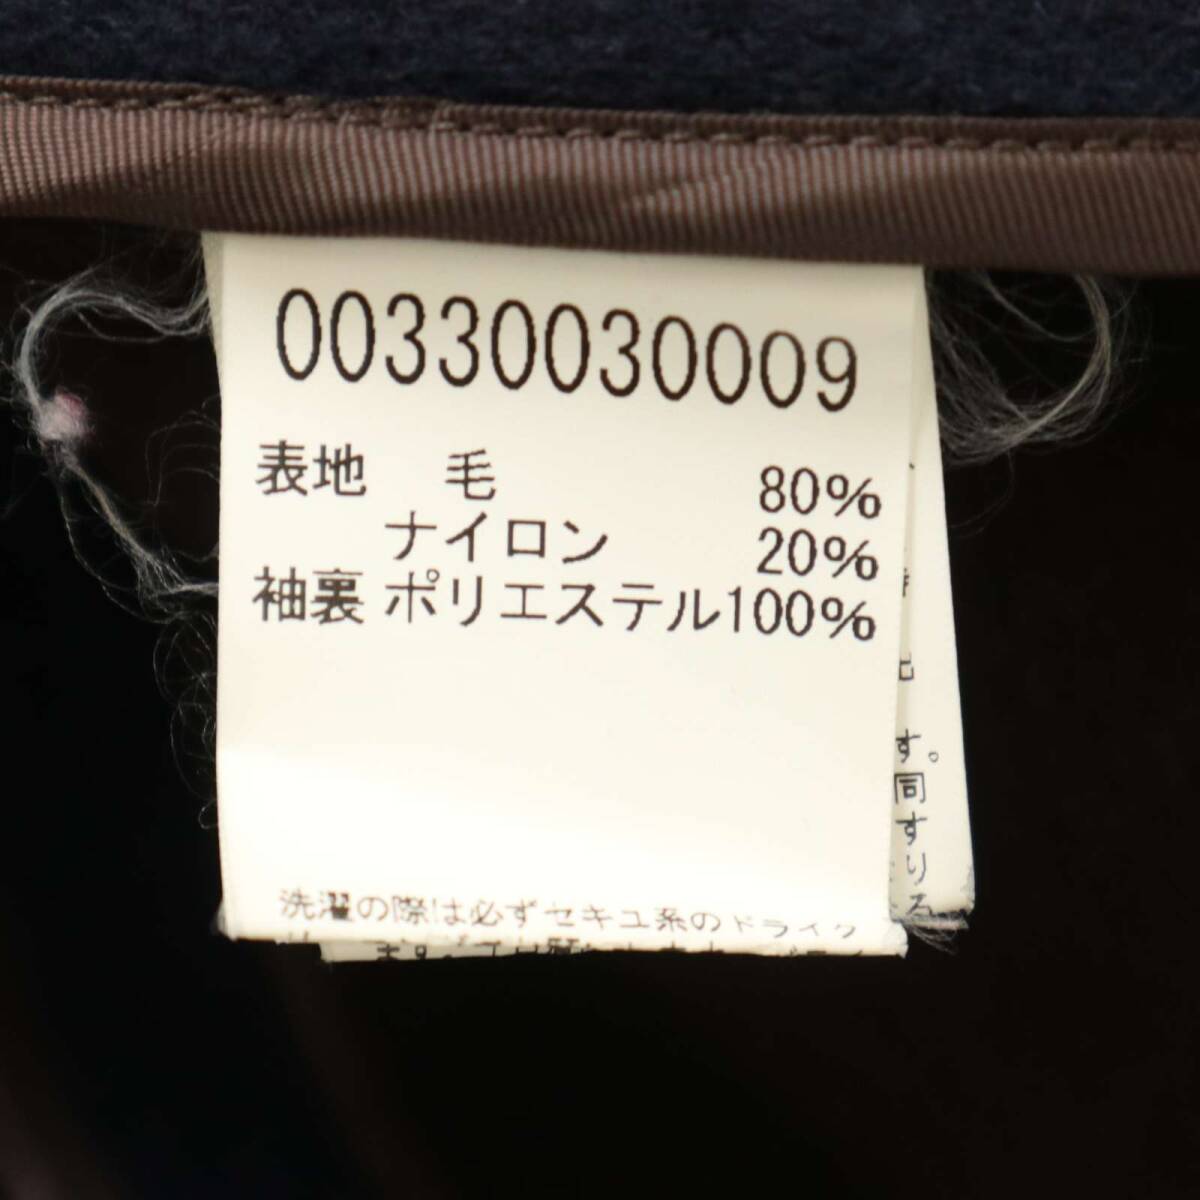 00330030009
表地 毛 80%
ナイロン 20%
袖裏 ポリエステル100%
洗濯の際は必ずセキユ系のドライク
す。
同
す
り